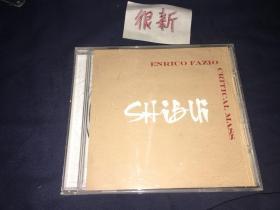 很新
ENRICO FAZIO
CRITICAL MASS
SHiBUi